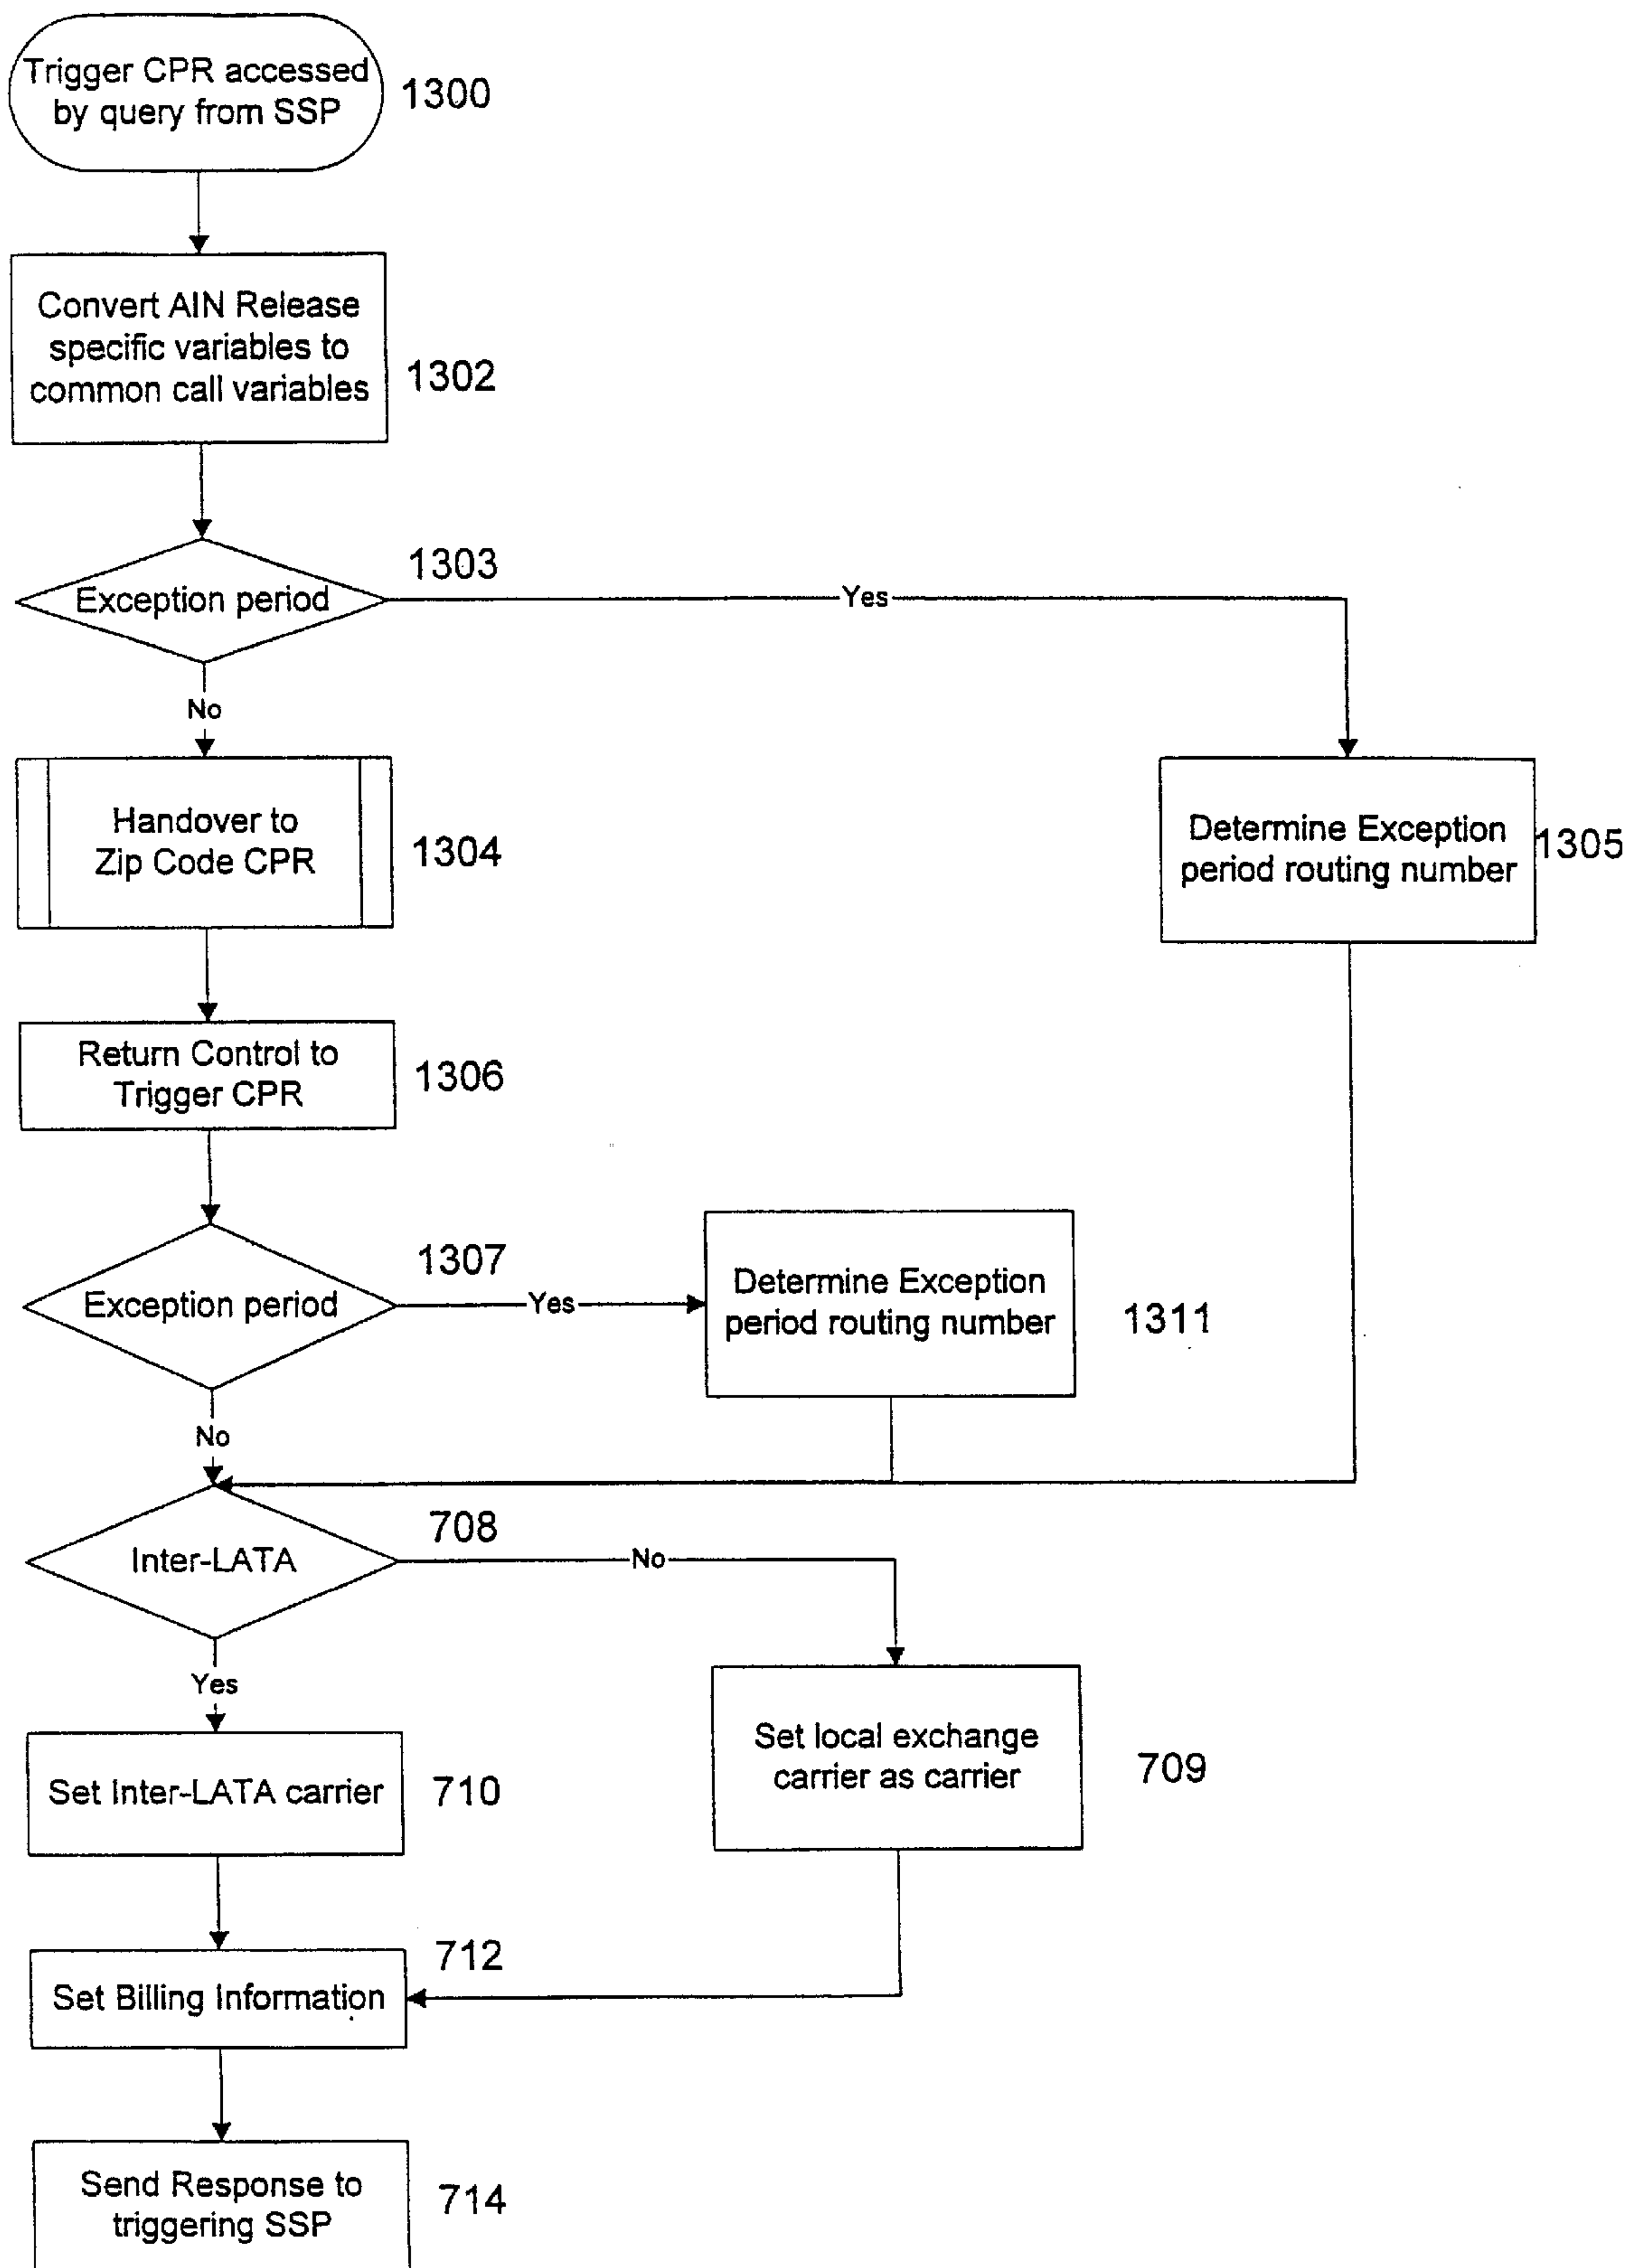 Trigger CPR accessed
by query from SSP
1300
Convert AIN Release
specific variables to
common call variables
1302
1303
Exception period
Yes
No
Handover to
Zip Code CPR
1304
Determine Exception
period routing number
1305
Return Control to
Trigger CPR
1306
1307
Exception period
Yes
Determine Exception
period routing number
1311
No
708
Inter-LATA
No
Yes
Set Inter-LATA carrier
710
Set local exchange
carrier as carrier
709
712
Set Billing Information
Send Response to
triggering SSP
714